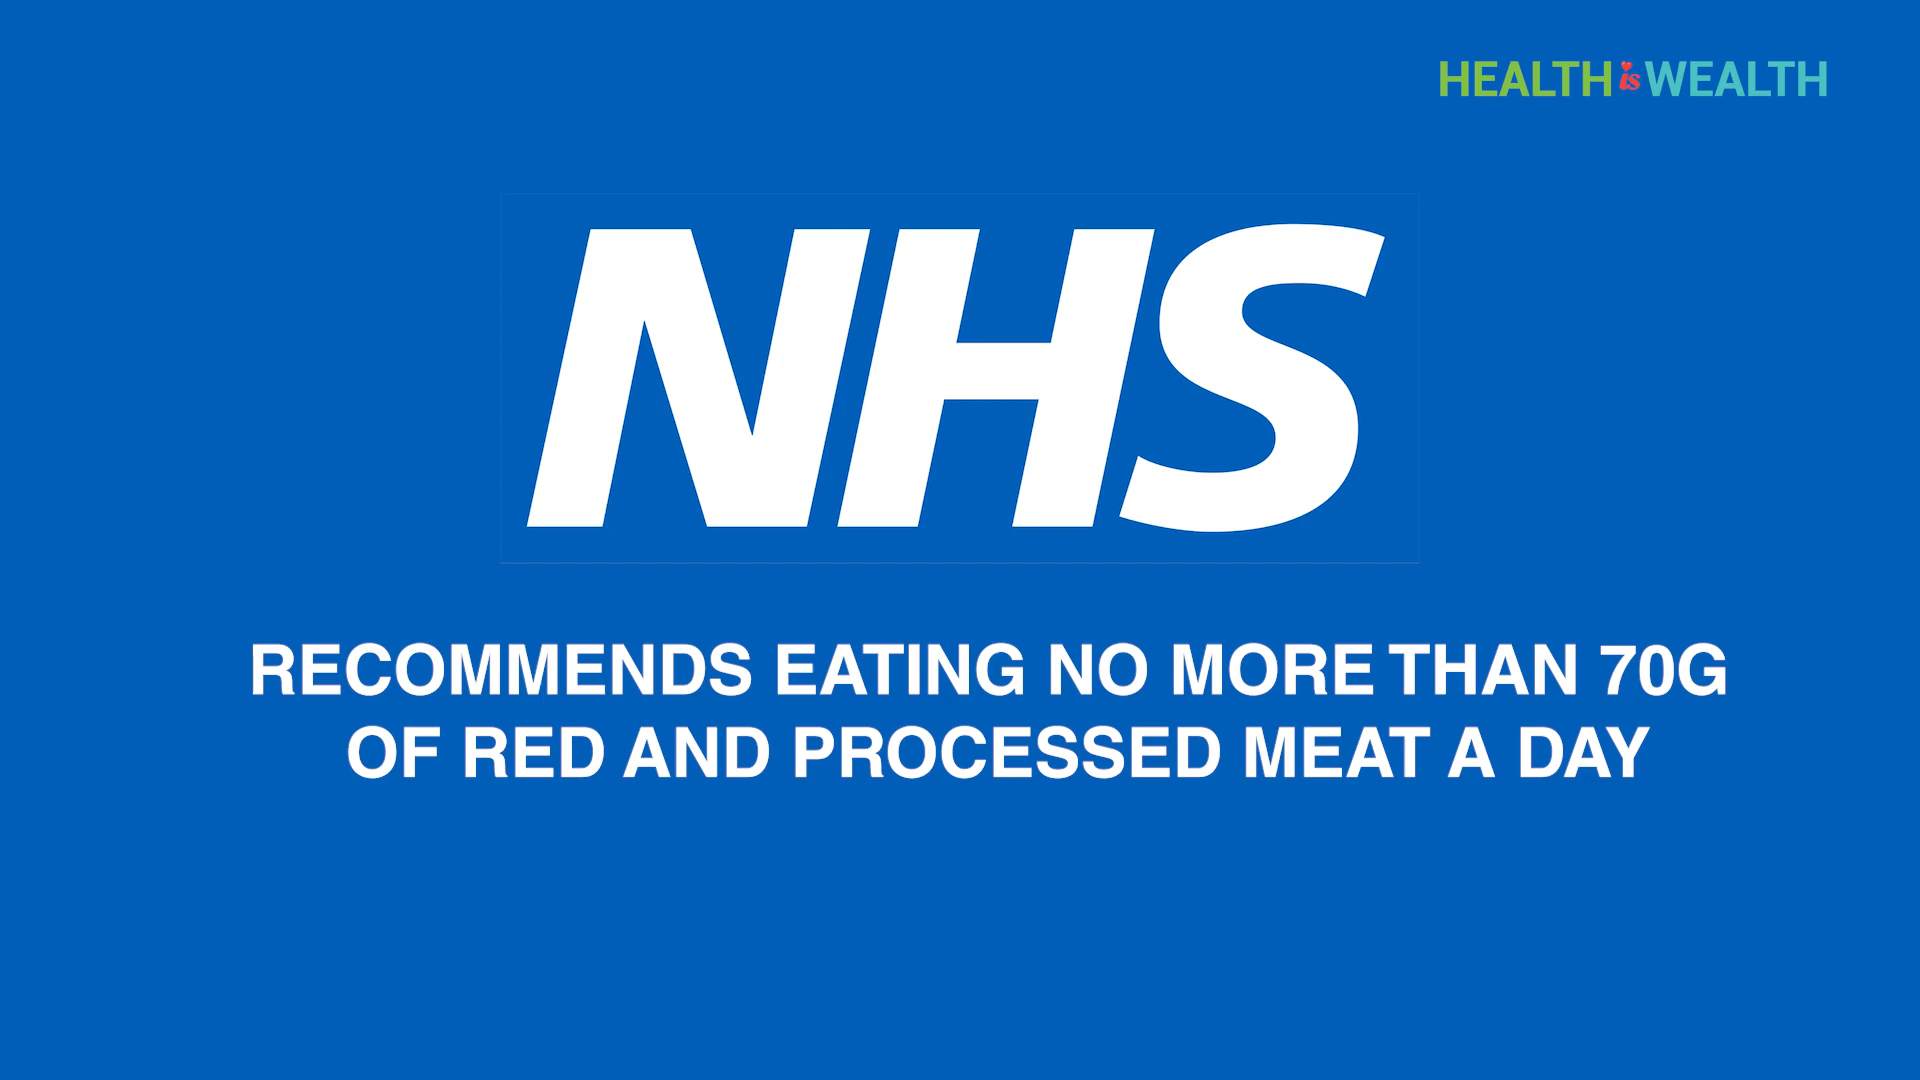 HEALTH is WEALTH
NHS
RECOMMENDS EATING NO MORE THAN 70G
OF RED AND PROCESSED MEAT A DAY